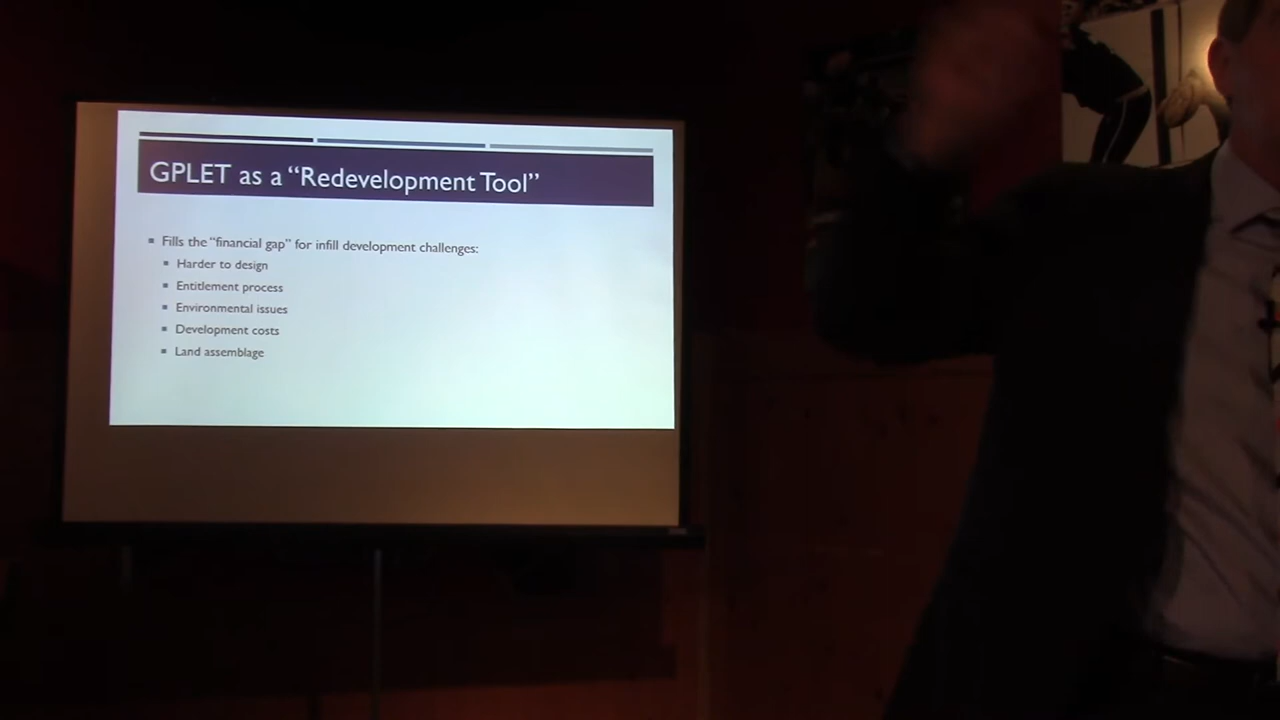 GPLET as a “Redevelopment Tool”
Fills the “financial gap” for infill development challenges:
Harder to design
Entitlement process
Environmental issues
Development costs
Land assemblage